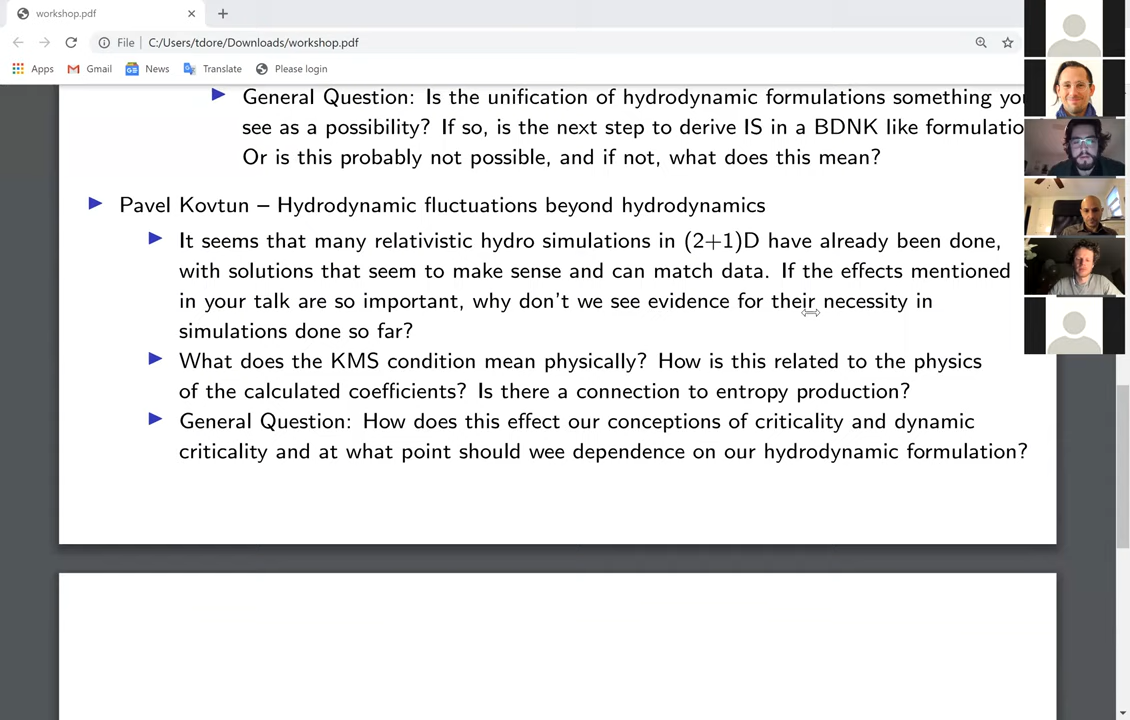 workshop.pdf
File C:/Users/tdore/Downloads/workshop.pdf
Apps Gmail News Translate Please login
General Question: Is the unification of hydrodynamic formulations something you
see as a possibility? If so, is the next step to derive IS in a BDNK like formulatio
Or is this probably not possible, and if not, what does this mean?
Pavel Kovtun – Hydrodynamic fluctuations beyond hydrodynamics
It seems that many relativistic hydro simulations in (2+1)D have already been done,
with solutions that seem to make sense and can match data. If the effects mentioned
in your talk are so important, why don't we see evidence for their necessity in
simulations done so far?
What does the KMS condition mean physically? How is this related to the physics
of the calculated coefficients? Is there a connection to entropy production?
General Question: How does this effect our conceptions of criticality and dynamic
criticality and at what point should wee dependence on our hydrodynamic formulation?